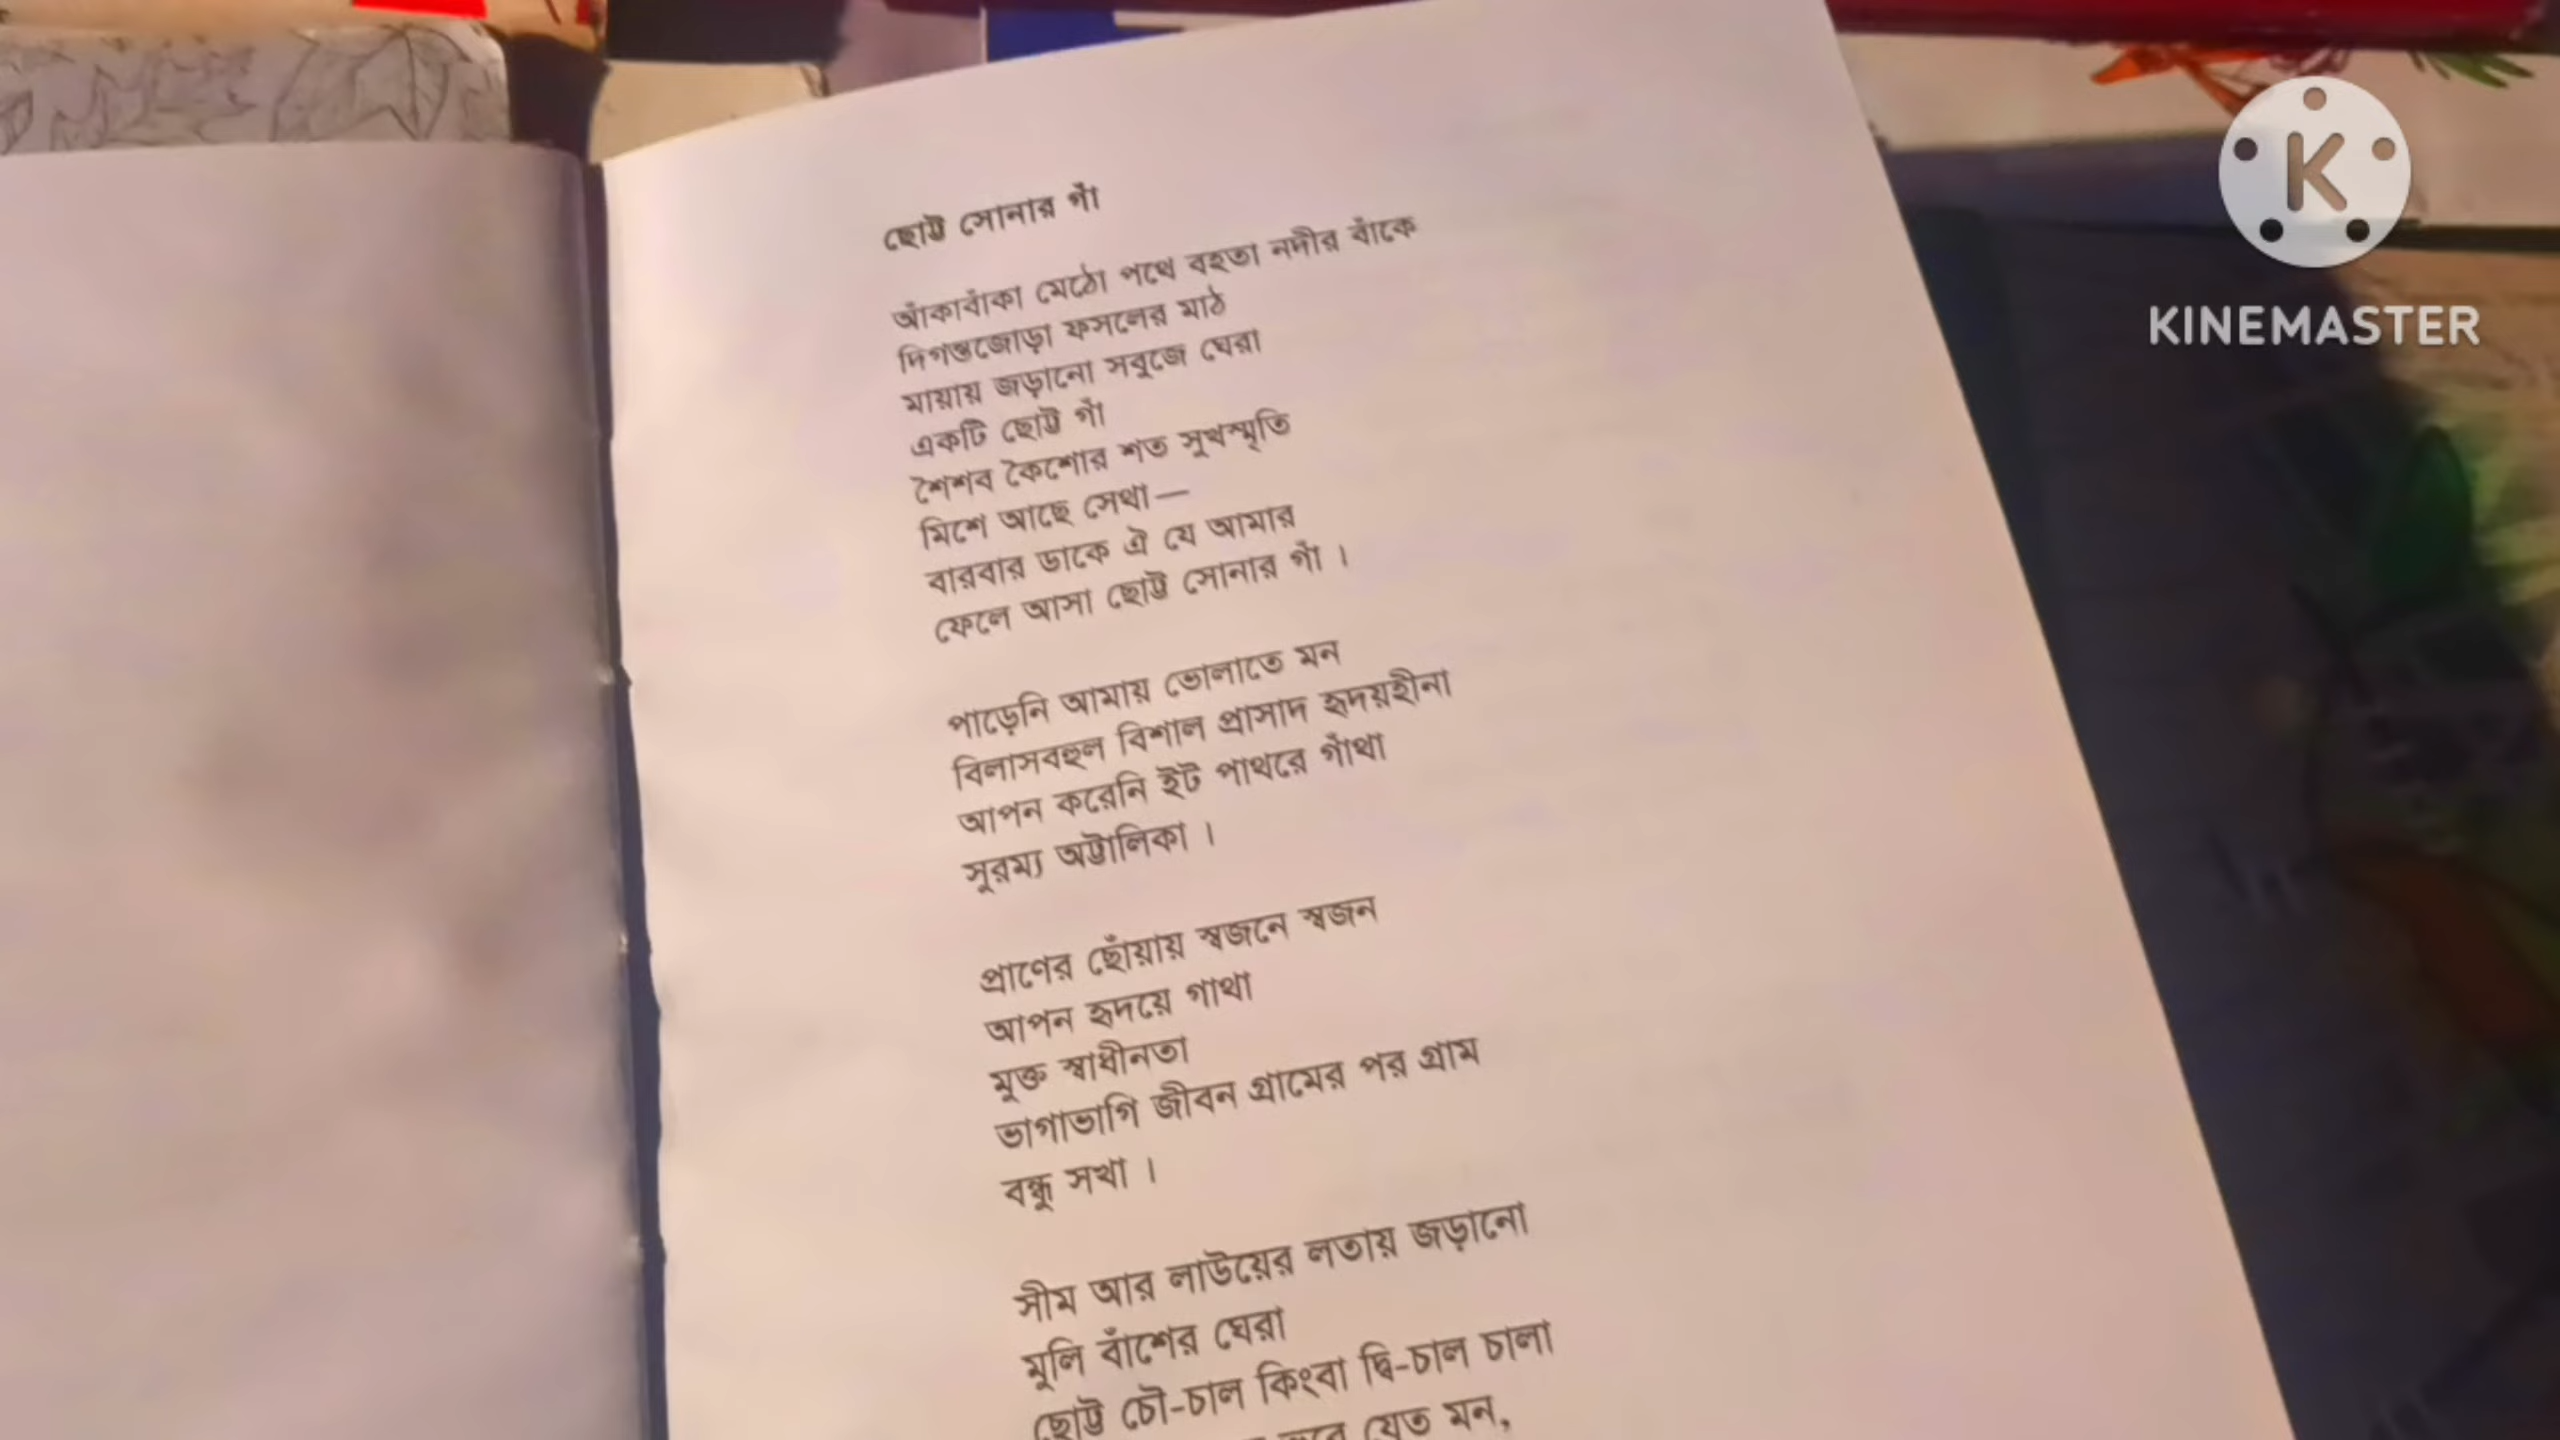 ছোট্ট সোনার গাঁ
আঁকাবাঁকা মেঠো পথে বহতা নদীর বাঁকে
দিগন্তজোড়া ফসলের মাঠ
মায়ায় জড়ানো সবুজে ঘেরা
একটি ছোট্ট গাঁ
শৈশব কৈশোর শত সুখস্মৃতি
মিশে আছে সেথা—
বারবার ডাকে ঐ যে আমার
ফেলে আসা ছোট্ট সোনার গাঁ ।
পাড়েনি আমায় ভোলাতে মন
বিলাসবহুল বিশাল প্রাসাদ হৃদয়হীনা
আপন করেনি ইট পাথরে গাঁথা
সুরম্য অট্টালিকা ।
প্রাণের ছোঁয়ায় স্বজনে স্বজন
আপন হৃদয়ে গাথা
মুক্ত স্বাধীনতা
ভাগাভাগি জীবন গ্রামের পর গ্রাম
বন্ধু সখা ।
সীম আর লাউয়ের লতায় জড়ানো
মুলি বাঁশের ঘেরা
ছোট্ট চৌ-চাল কিংবা দ্বি-চাল চালা
যেত মন,
KINEMASTER